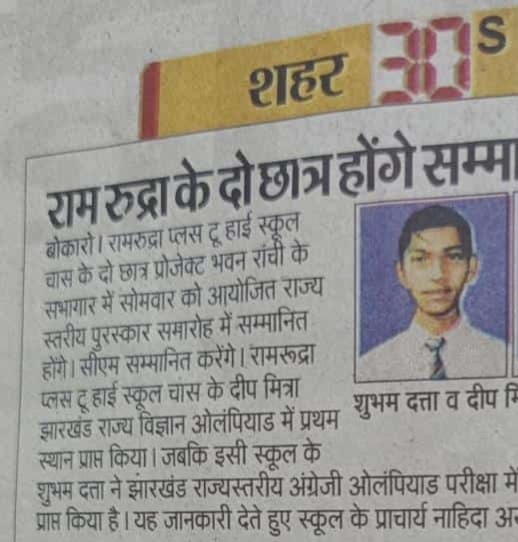 शहर 30s
राम रुद्रा के दो छात्र होंगे सम्मा
बोकारो। रामरुद्रा प्लस टू हाई स्कूल
चास के दो छात्र प्रोजेक्ट भवन रांची के
सभागार में सोमवार को आयोजित राज्य
स्तरीय पुरस्कार समारोह में सम्मानित
होंगे। सीएम सम्मानित करेंगे। रामरूद्रा
प्लस टू हाई स्कूल चांस के दीप मित्रा
झारखंड राज्य विज्ञान ओलंपियाड में प्रथम
स्थान प्राप्त किया। जबकि इसी स्कूल के
शुभम दत्ता ने झारखंड राज्यस्तरीय अंग्रेजी ओलंपियाड परीक्षा में
प्राप्त किया है। यह जानकारी देते हुए स्कूल के प्राचार्य नाहिदा अ
शुभम दत्ता व दीप मि